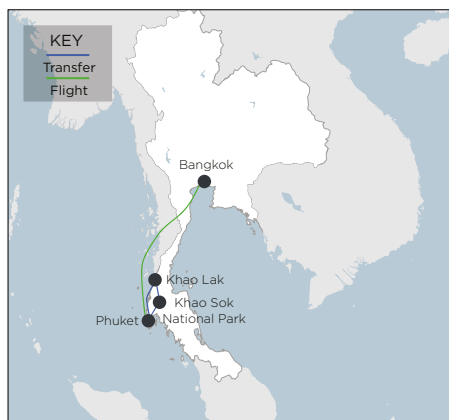 KEY
Transfer
Flight
Bangkok
Khao Lak
Khao Sok
National Park
Phuket